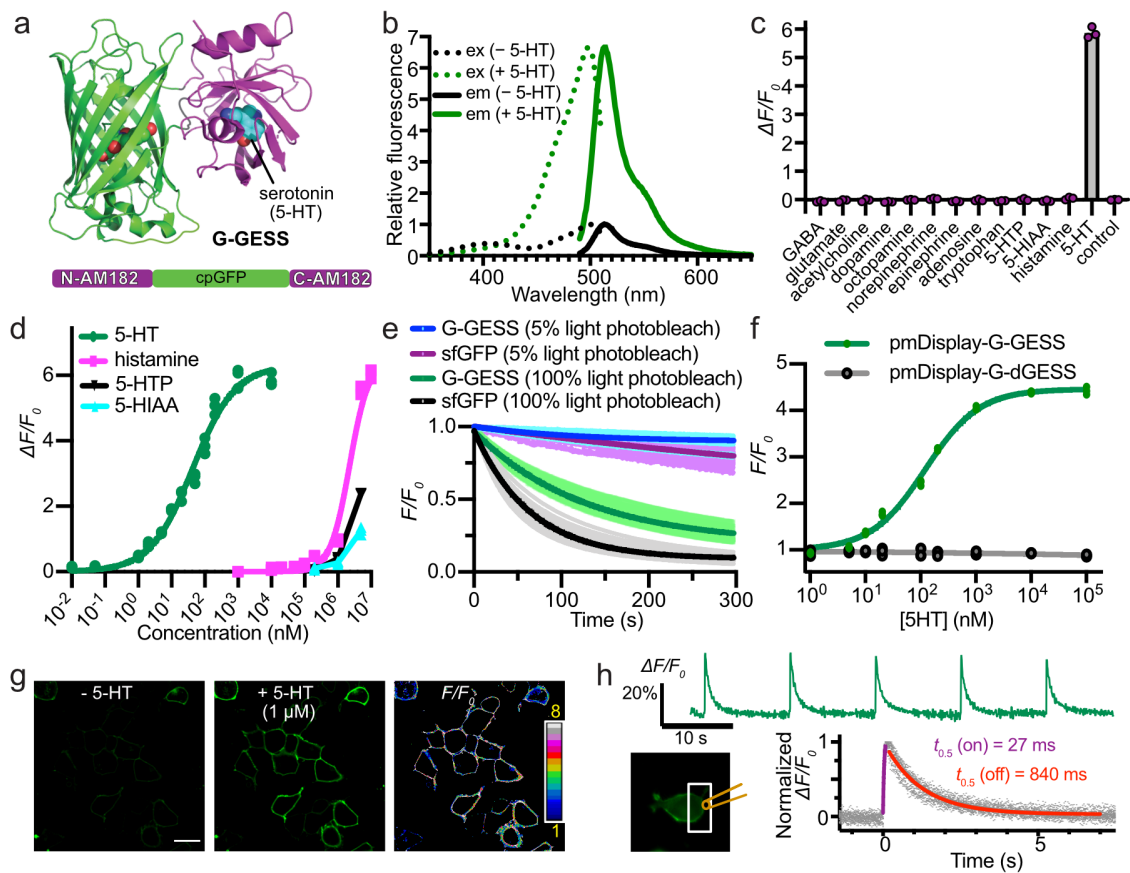 a
serotonin
(5-HT)
G-GESS
N-AM182
cpGFP
C-AM182
b
ex (− 5-HT)
ex (+ 5-HT)
em (− 5-HT)
em (+ 5-HT)
Relative fluorescence
7
6
5
4
3
2
1
0
400
500
600
Wavelength (nm)
c
ΔF/F0
6
5
4
3
2
1
0
GABA
glutamate
acetylcholine
dopamine
octopamine
norepinephrine
epinephrine
adenosine
tryptophan
5-HTP
5-HIAA
histamine
5-HT
control
d
5-HT
histamine
5-HTP
5-HIAA
ΔF/F0
6
4
2
0
10-2
10-1
100
101
102
103
104
105
106
107
Concentration (nM)
e
G-GESS (5% light photobleach)
sfGFP (5% light photobleach)
G-GESS (100% light photobleach)
sfGFP (100% light photobleach)
F/F0
1.0
0.5
0.0
0
100
200
300
Time (s)
f
pmDisplay-G-GESS
pmDisplay-G-dGESS
F/F0
5
4
3
2
1
100
101
102
103
104
105
[5HT] (nM)
g
- 5-HT
+ 5-HT
(1 µM)
F/F0
8
1
h
ΔF/F0
20%
10 s
Normalized
ΔF/F0
1
0
t0.5 (on) = 27 ms
t0.5 (off) = 840 ms
0
5
Time (s)